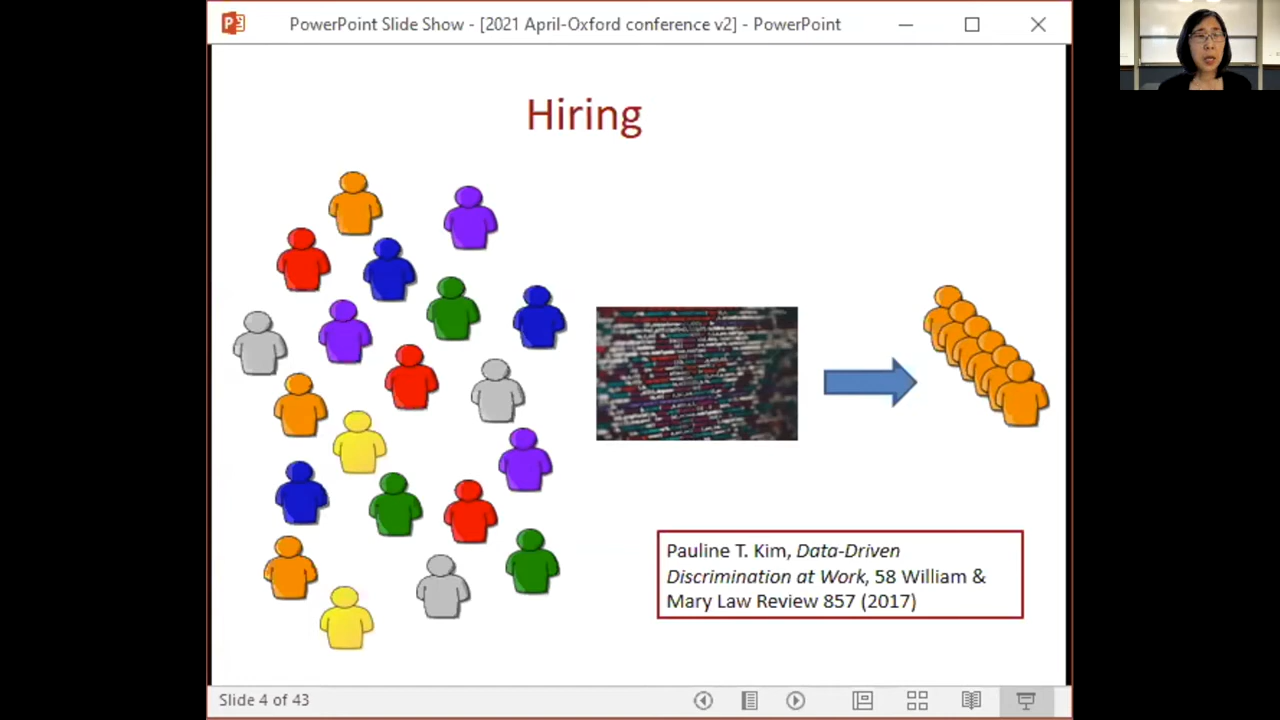 PowerPoint Slide Show - [2021 April-Oxford conference v2] - PowerPoint
Hiring
Pauline T. Kim, Data-Driven
Discrimination at Work, 58 William &
Mary Law Review 857 (2017)
Slide 4 of 43